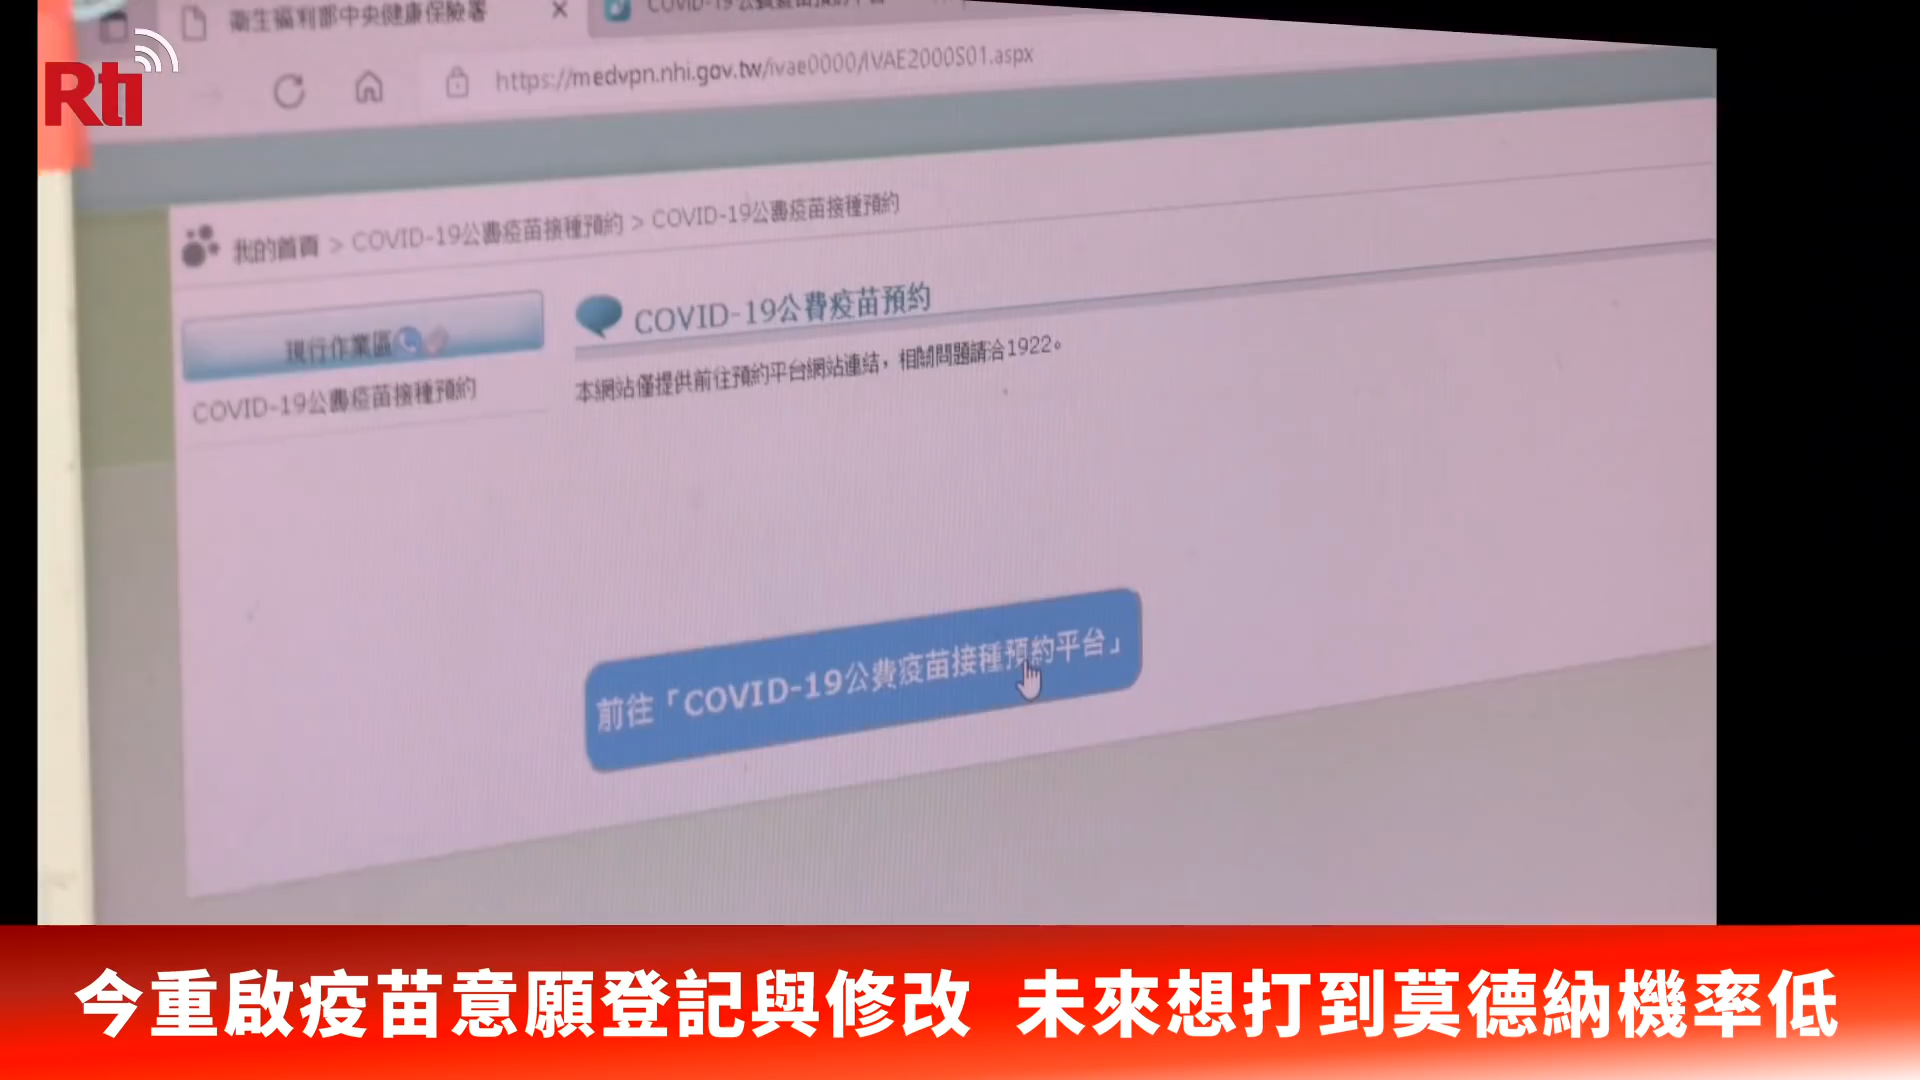 衛生福利部中央健康保險署
Rti
https://medvpn.nhi.gov.tw/ivae0000/IVAE2000S01.aspx
我的首頁 > COVID-19公費疫苗接種預約 > COVID-19公費疫苗接種預約
現行作業區
COVID-19公費疫苗接種預約
COVID-19公費疫苗預約
本網站僅提供前往預約平台網站連結，相關問題請洽1922。
前往「COVID-19公費疫苗接種預約平台」
今重啟疫苗意願登記與修改 未來想打到莫德納機率低